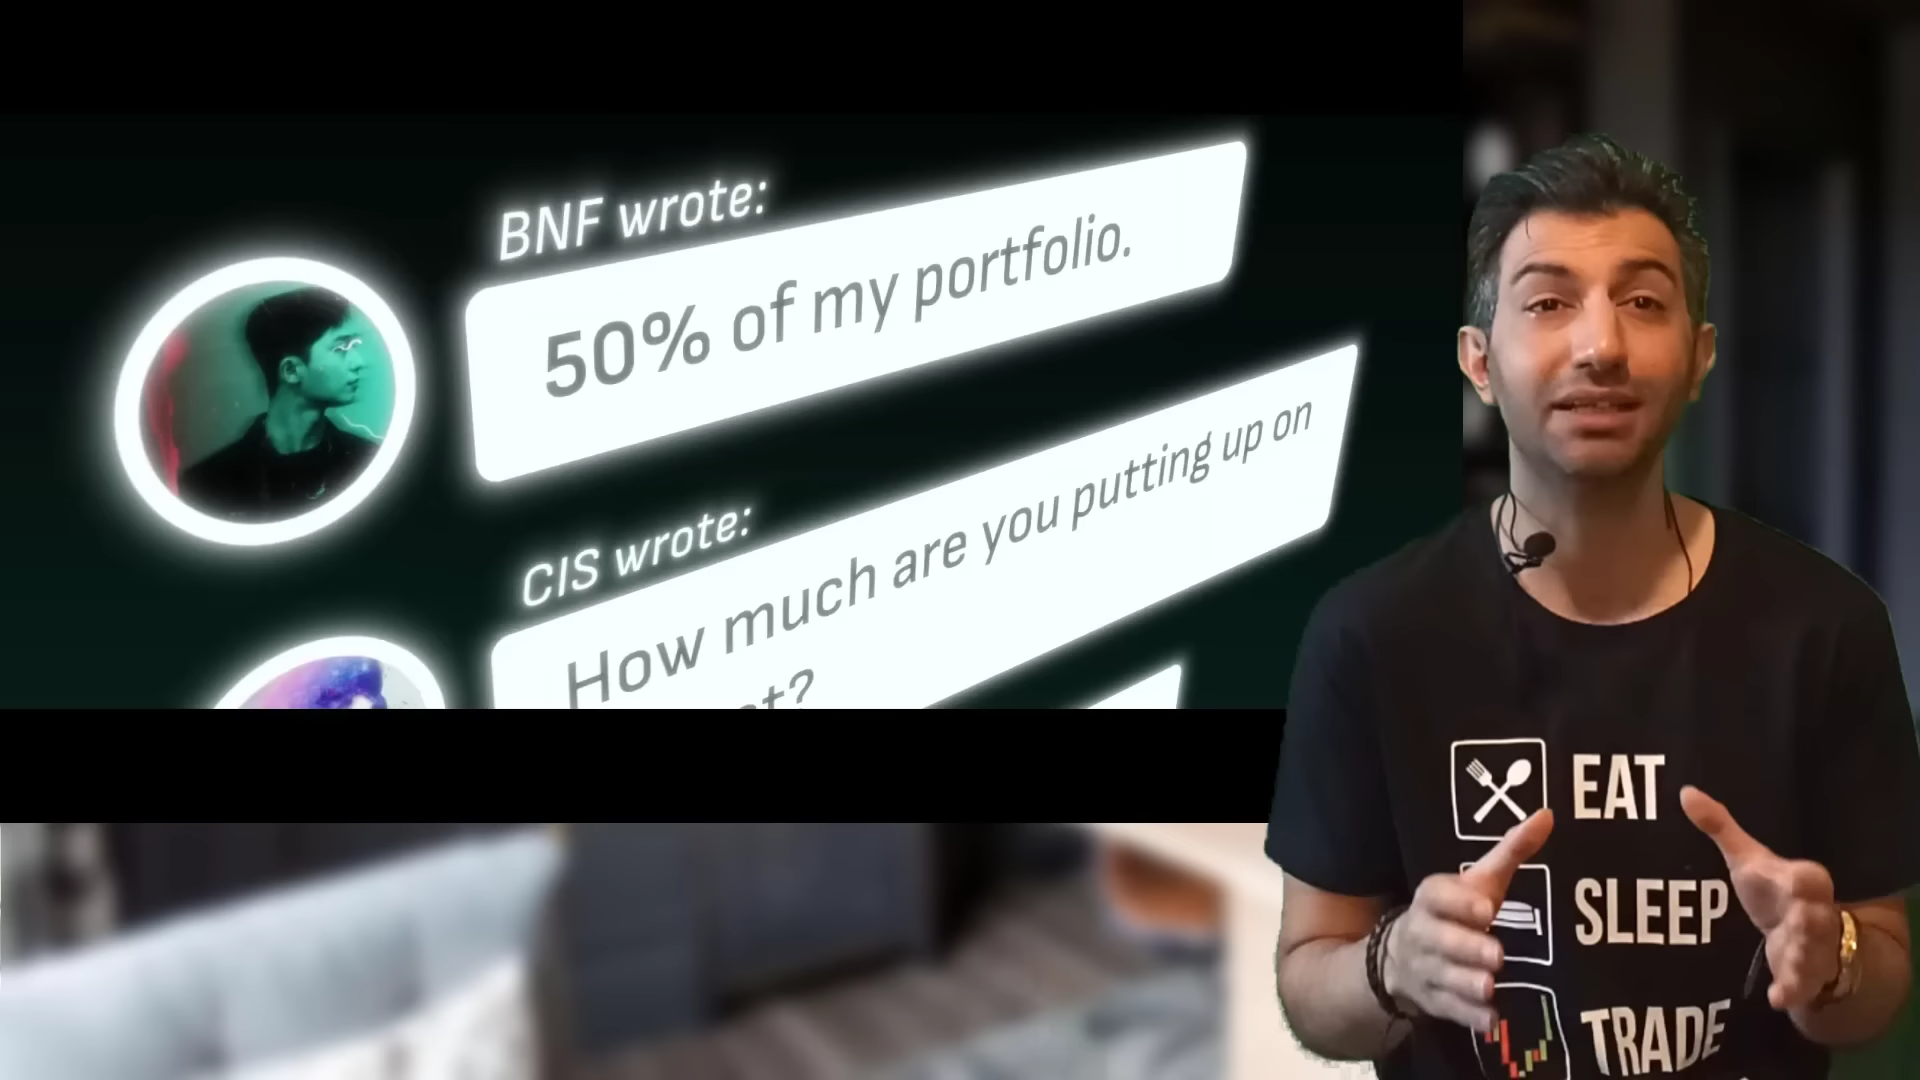 BNF wrote:
50% of my portfolio.
CIS wrote:
How much are you putting up on
EAT
SLEEP
TRADE